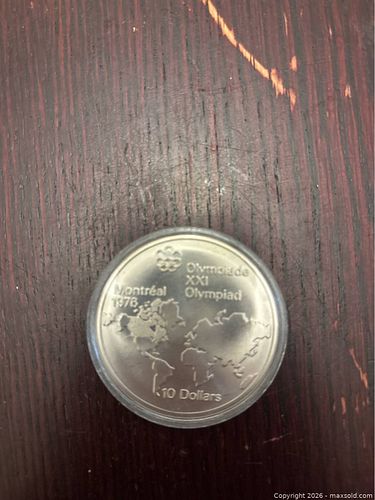 Olympiade
XXI
Olympiad
Montréal
1976
10 Dollars
Copyright 2026 - maxsold.com